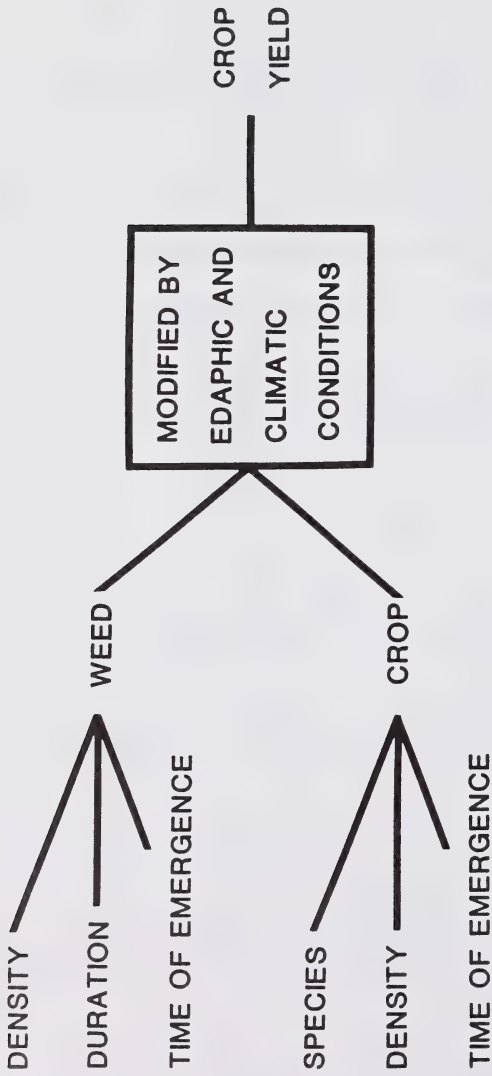 DENSITY
DURATION
TIME OF EMERGENCE
WEED
SPECIES
DENSITY
TIME OF EMERGENCE
CROP
MODIFIED BY
EDAPHIC AND
CLIMATIC
CONDITIONS
CROP
YIELD